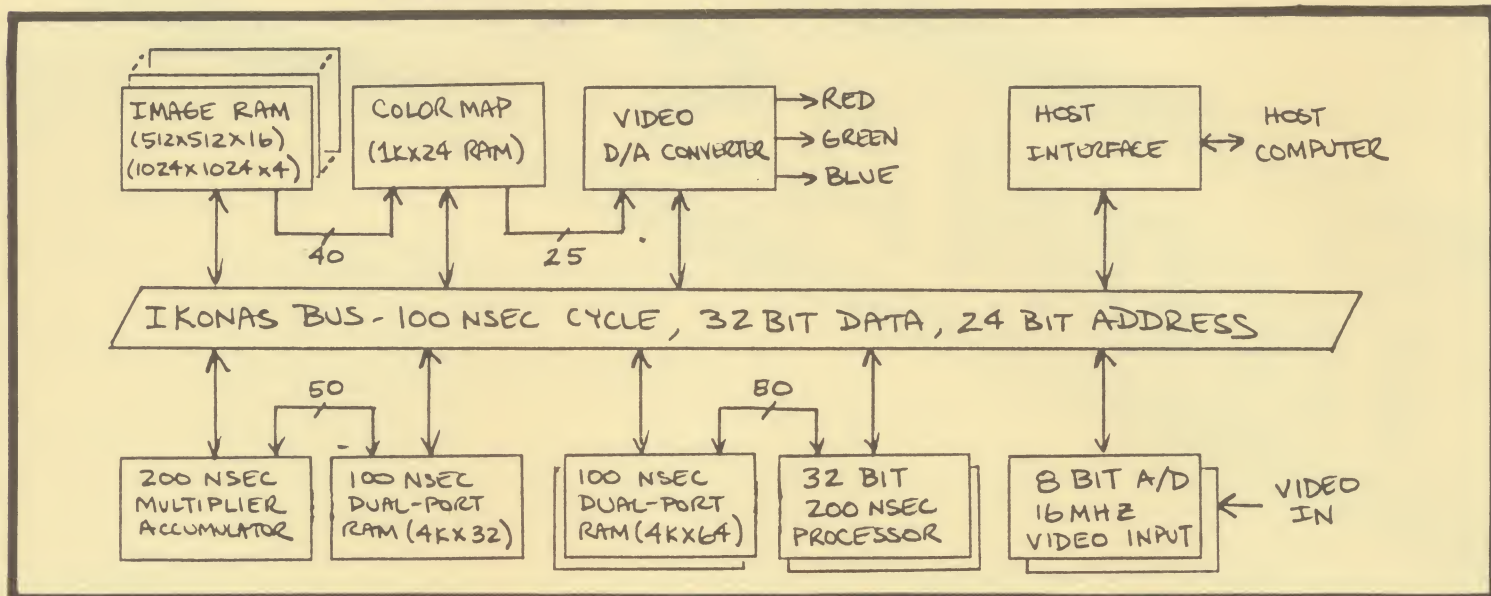 IMAGE RAM
(512x512x16)
(1024x1024x4)
COLOR MAP
(1Kx24 RAM)
VIDEO
D/A CONVERTER
RED
GREEN
BLUE
HOST
INTERFACE
HOST
COMPUTER
40
25
IKONAS BUS - 100 NSEC CYCLE, 32 BIT DATA, 24 BIT ADDRESS
50
80
200 NSEC
MULTIPLIER
ACCUMULATOR
100 NSEC
DUAL-PORT
RAM (4Kx32)
100 NSEC
DUAL-PORT
RAM (4Kx64)
32 BIT
200 NSEC
PROCESSOR
8 BIT A/D
16 MHZ
VIDEO INPUT
VIDEO
IN